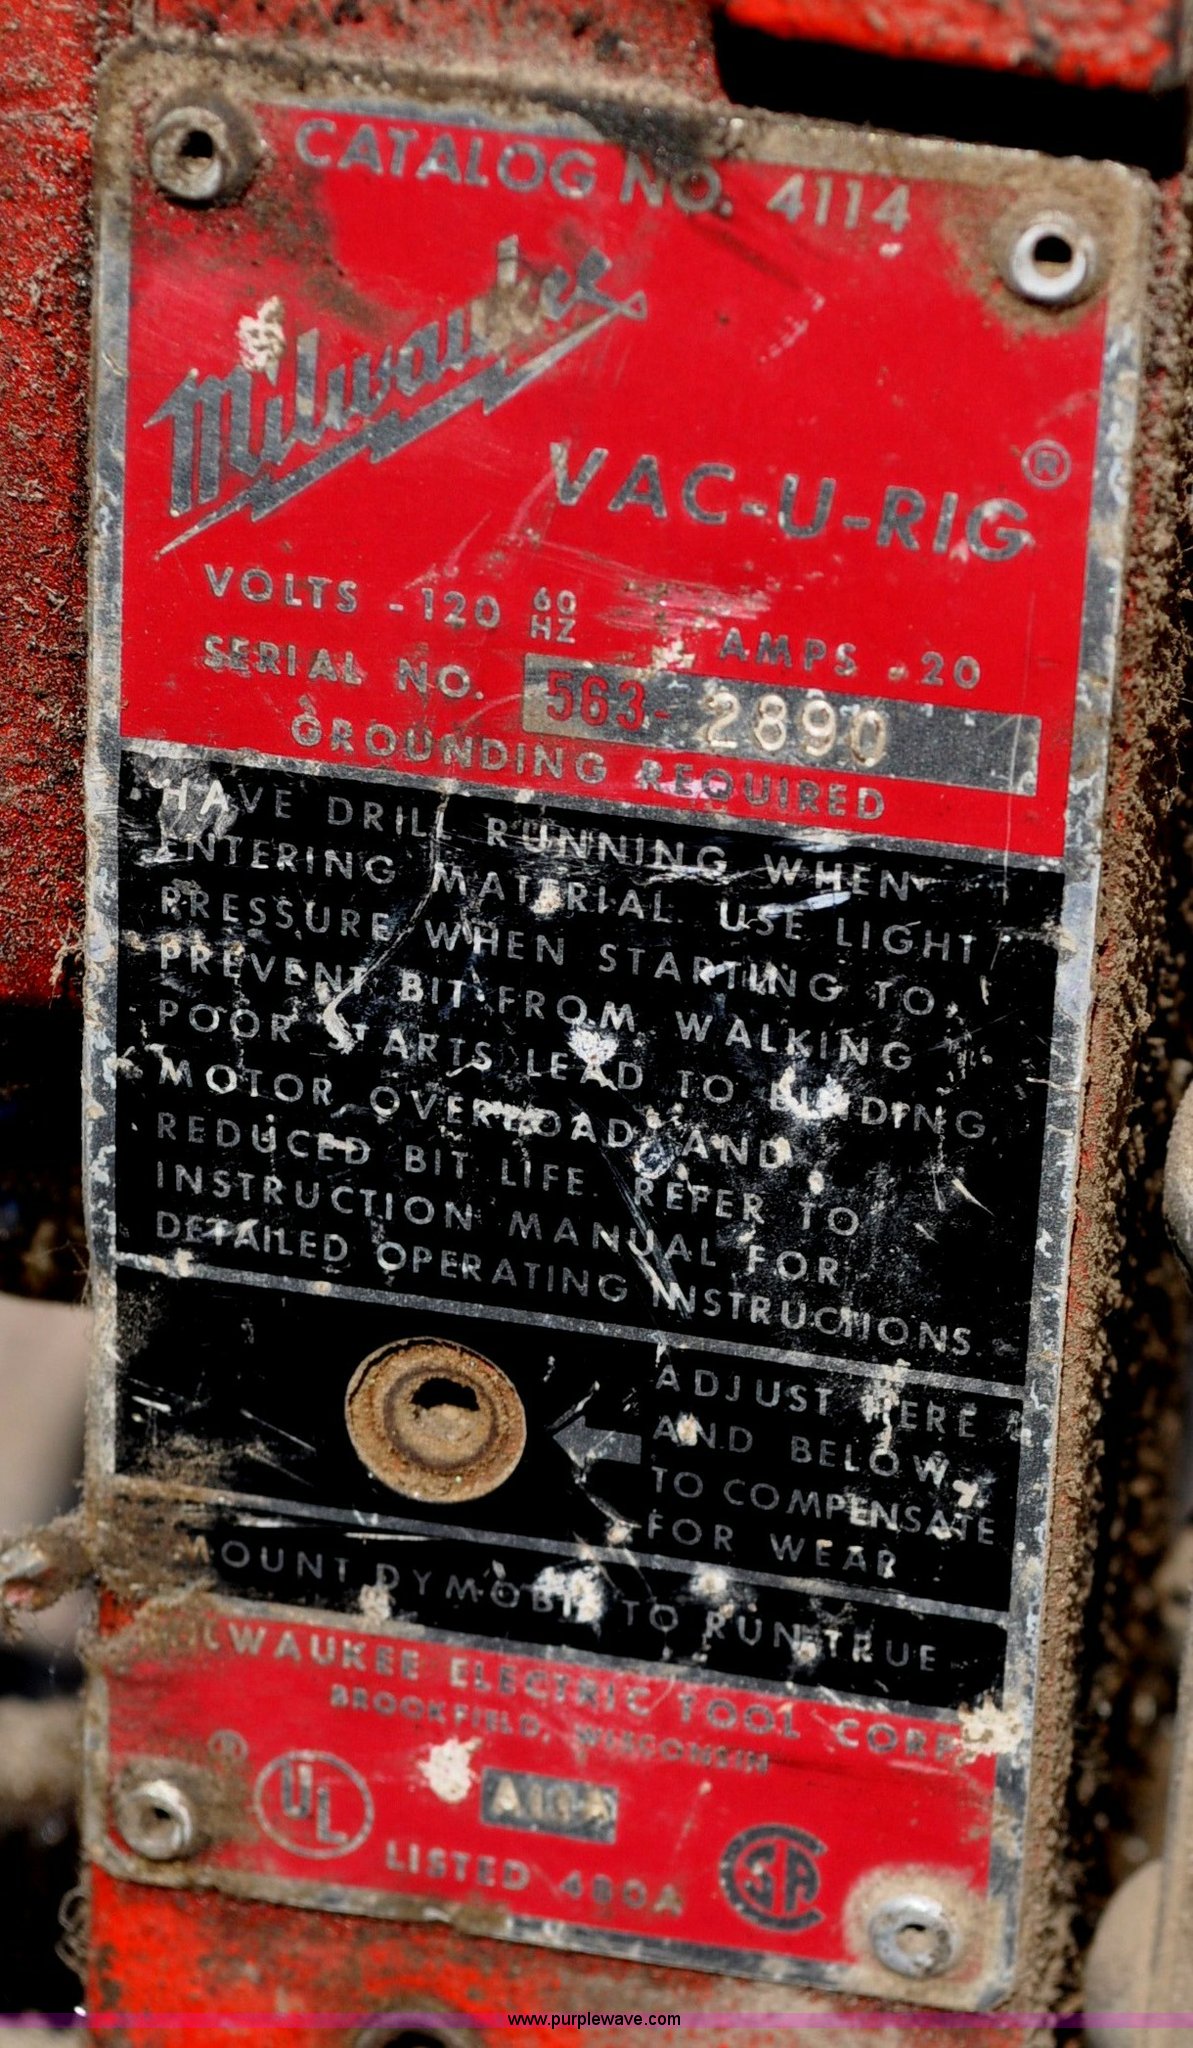 CATALOG NO. 4114
Milwaukee
VAC-U-RIG®
VOLTS - 120 60 HZ AMPS . 20
SERIAL NO. 563- 2890
GROUNDING REQUIRED
HAVE DRILL RUNNING WHEN
ENTERING MATERIAL. USE LIGHT
PRESSURE WHEN STARTING TO
PREVENT BIT FROM WALKING
POOR STARTS LEAD TO BINDING,
MOTOR OVERLOAD, AND
REDUCED BIT LIFE. REFER TO
INSTRUCTION MANUAL FOR
DETAILED OPERATING INSTRUCTIONS.
ADJUST HERE
AND BELOW,
TO COMPENSATE
FOR WEAR
MOUNT DYMOBIT TO RUN TRUE
MILWAUKEE ELECTRIC TOOL CORP.
BROOKFIELD, WISCONSIN
® UL
LISTED 480A
SA
www.purplewave.com